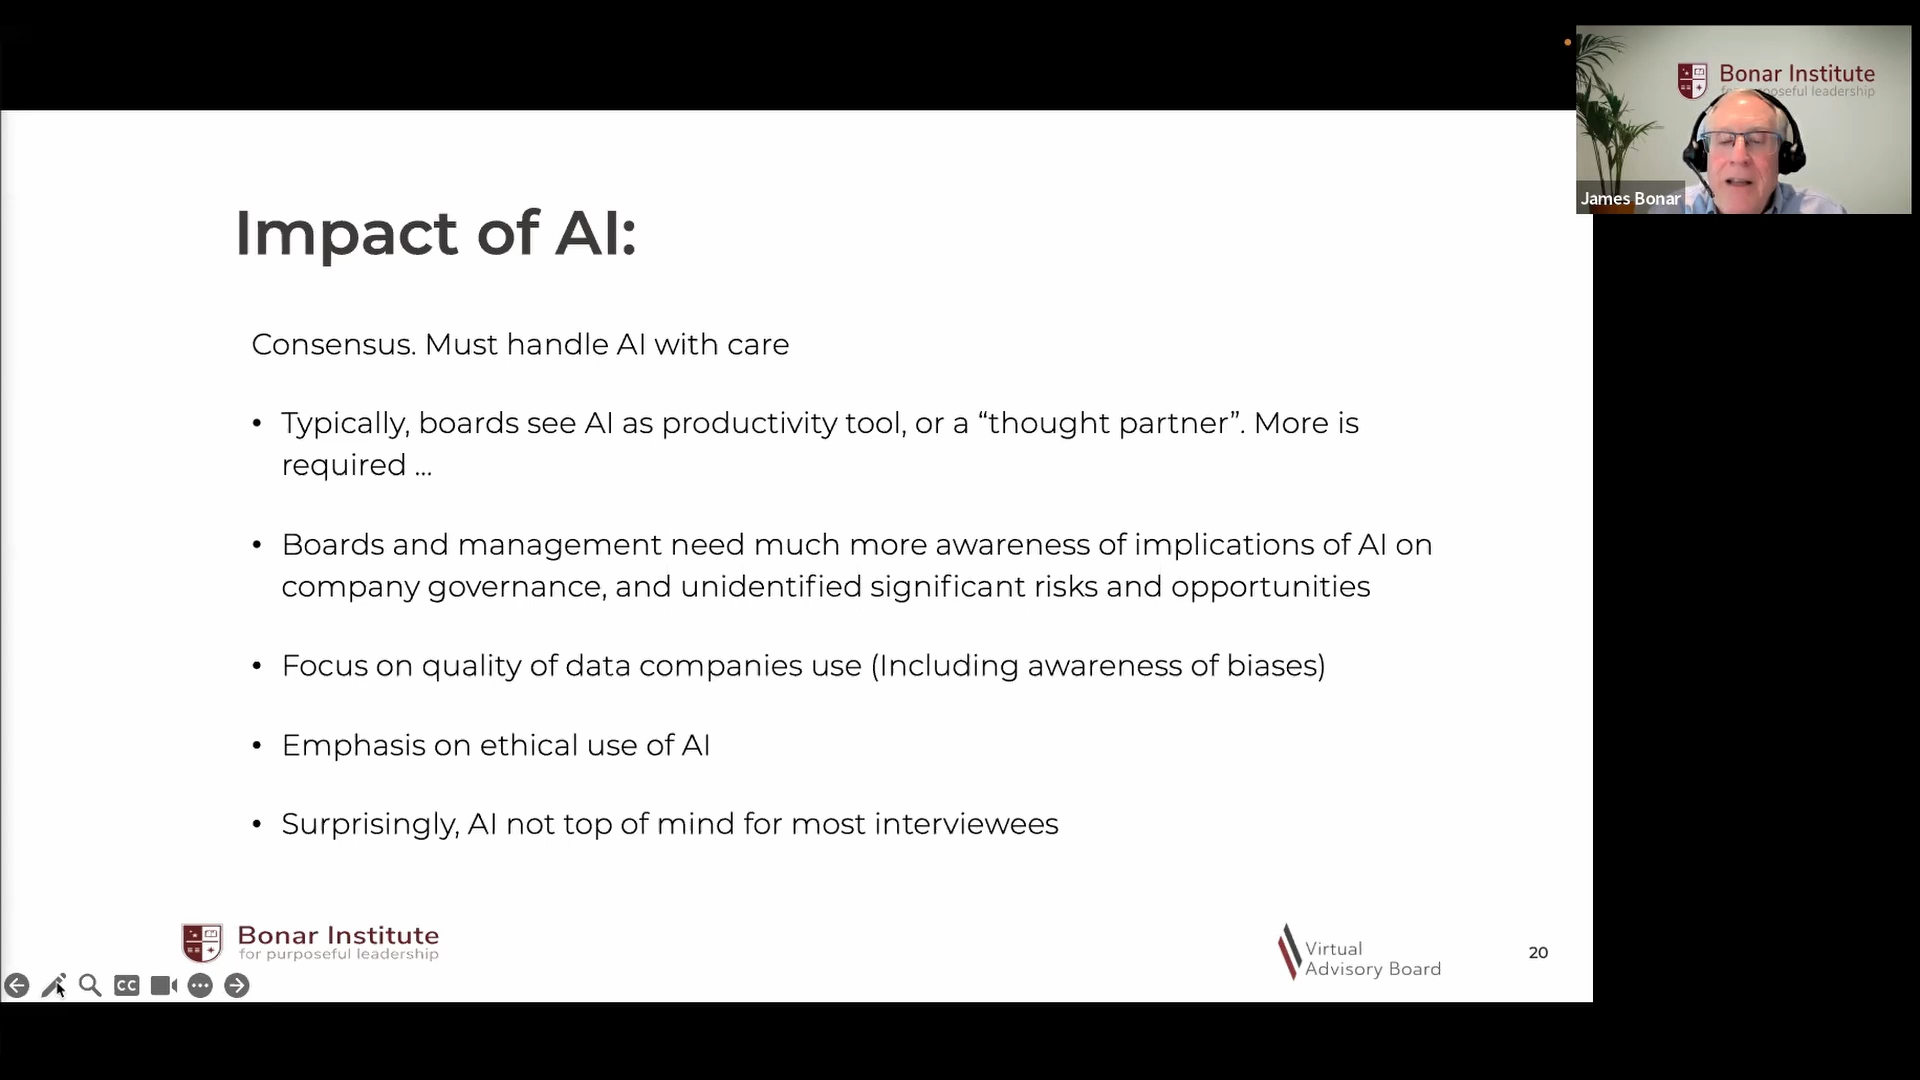 Bonar Institute
for purposeful leadership
James Bonar
Impact of AI:
Consensus. Must handle AI with care
• Typically, boards see AI as productivity tool, or a “thought partner”. More is
required ...
• Boards and management need much more awareness of implications of AI on
company governance, and unidentified significant risks and opportunities
• Focus on quality of data companies use (Including awareness of biases)
• Emphasis on ethical use of AI
• Surprisingly, AI not top of mind for most interviewees
Bonar Institute
for purposeful leadership
Virtual
Advisory Board
20
CC